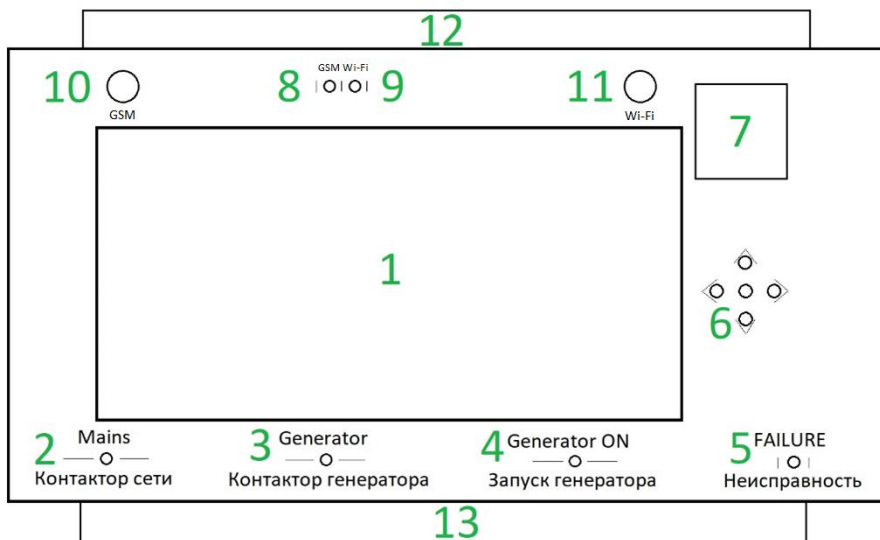 12
10
GSM
8
GSM Wi-Fi
9
11
Wi-Fi
7
1
6
2
Mains
Контактор сети
3
Generator
Контактор генератора
4
Generator ON
Запуск генератора
5
FAILURE
Неисправность
13